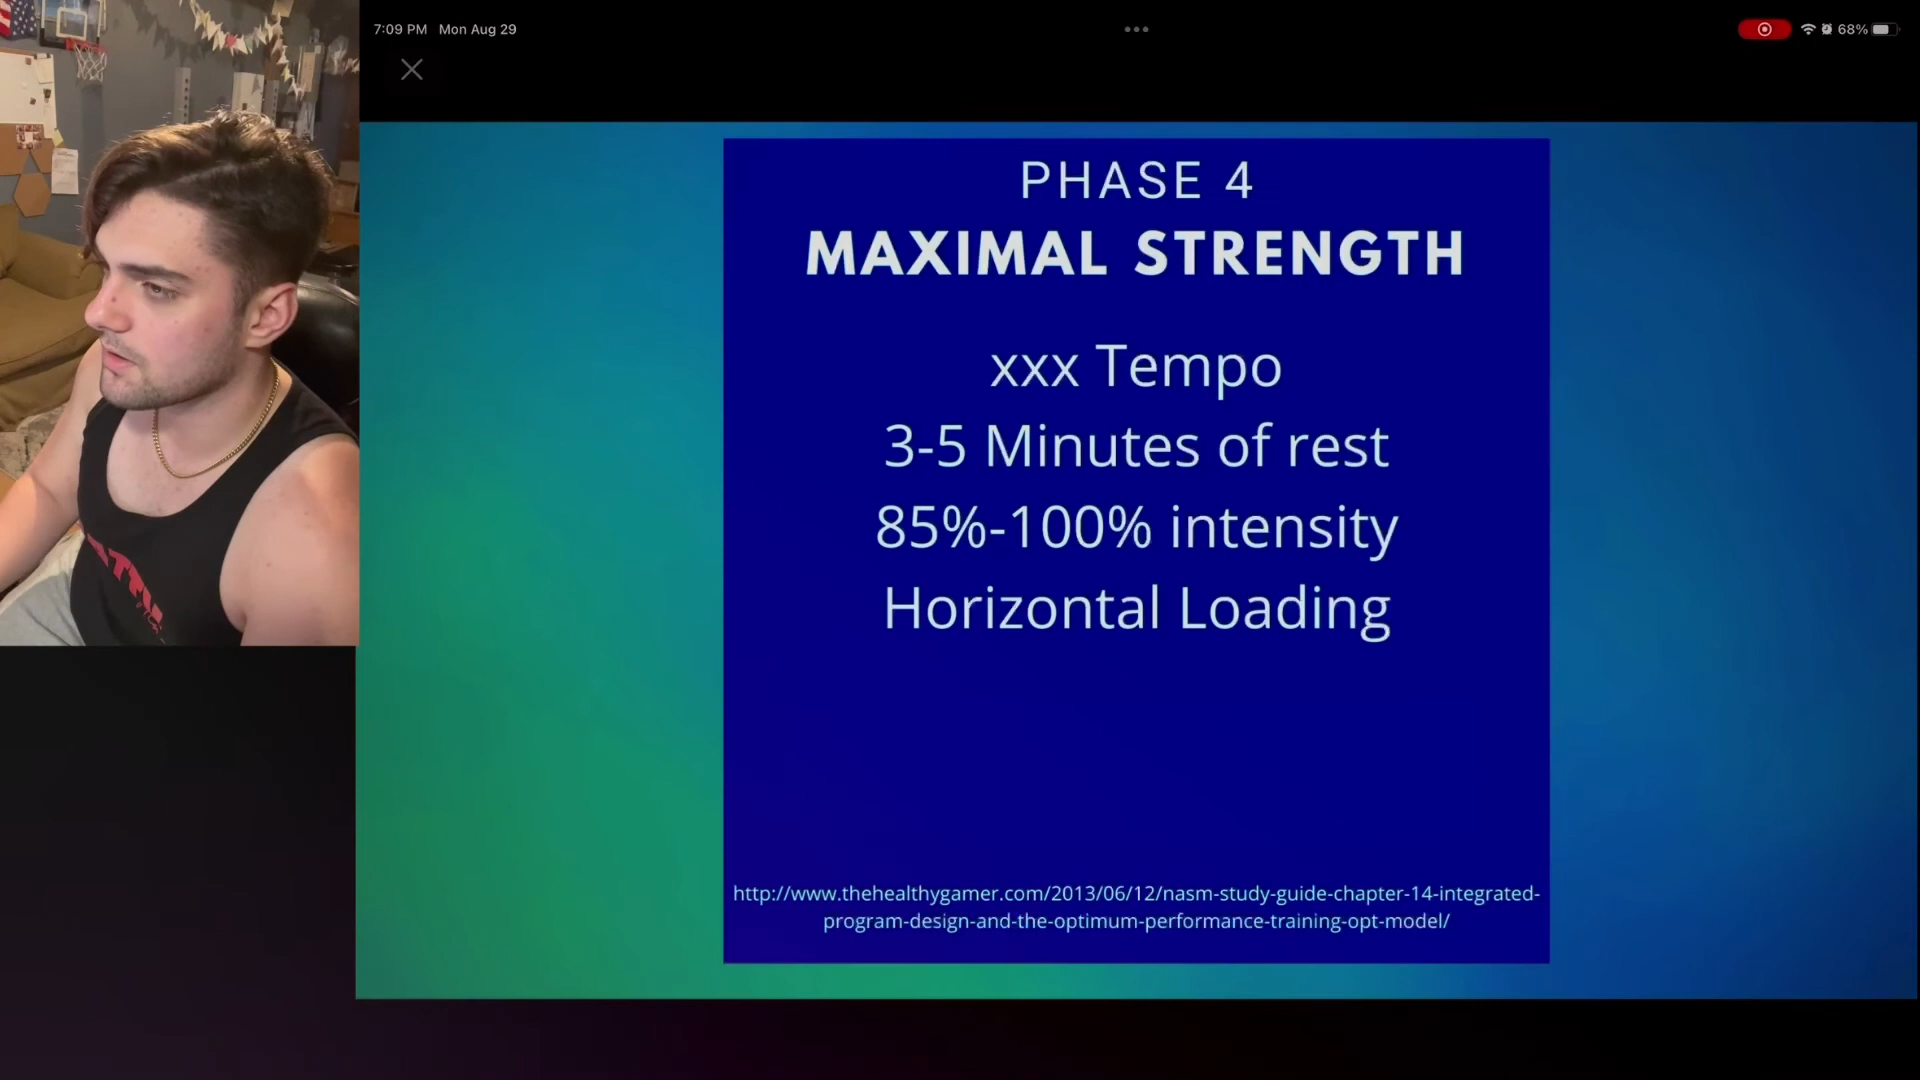 7:09 PM Mon Aug 29
68%
PHASE 4
MAXIMAL STRENGTH
xxx Tempo
3-5 Minutes of rest
85%-100% intensity
Horizontal Loading
http://www.thehealthygamer.com/2013/06/12/nasm-study-guide-chapter-14-integrated-
program-design-and-the-optimum-performance-training-opt-model/